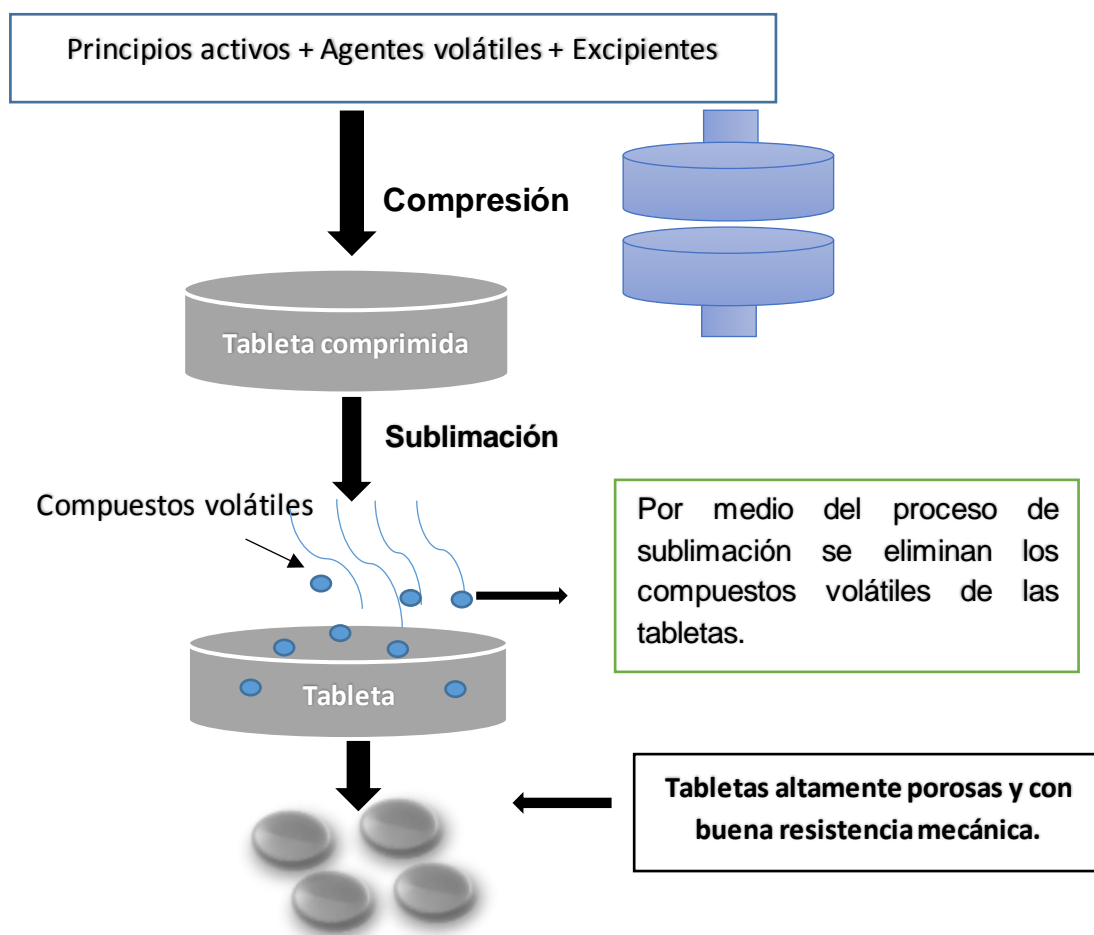 Principios activos + Agentes volátiles + Excipientes
Compresión
Tableta comprimida
Sublimación
Compuestos volátiles
Por medio del proceso de
sublimación se eliminan los
compuestos volátiles de las
tabletas.
Tableta
Tabletas altamente porosas y con
buena resistencia mecánica.